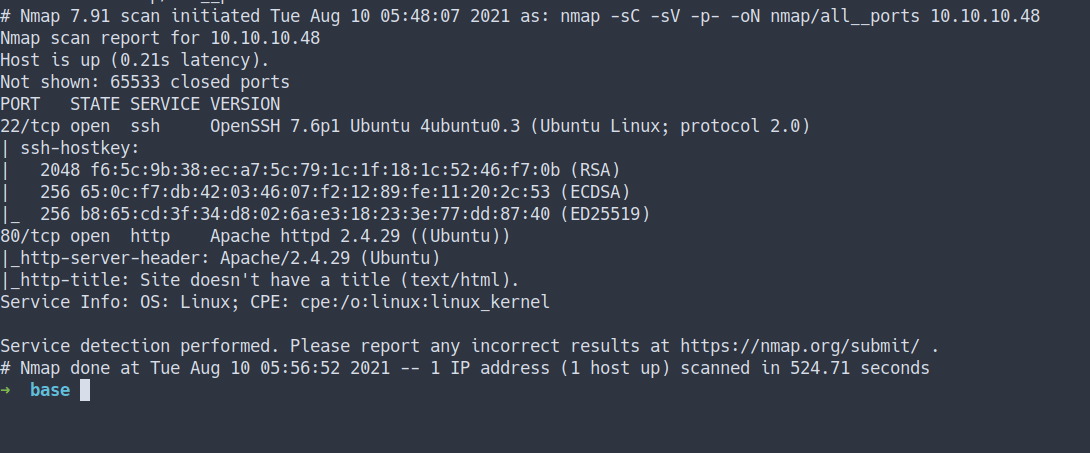 # Nmap 7.91 scan initiated Tue Aug 10 05:48:07 2021 as: nmap -sC -sV -p- -oN nmap/all__ports 10.10.10.48
Nmap scan report for 10.10.10.48
Host is up (0.21s latency).
Not shown: 65533 closed ports
PORT   STATE SERVICE VERSION
22/tcp open  ssh     OpenSSH 7.6p1 Ubuntu 4ubuntu0.3 (Ubuntu Linux; protocol 2.0)
| ssh-hostkey:
|   2048 f6:5c:9b:38:ec:a7:5c:79:1c:1f:18:1c:52:46:f7:0b (RSA)
|   256 65:0c:f7:db:42:03:46:07:f2:12:89:fe:11:20:2c:53 (ECDSA)
|_  256 b8:65:cd:3f:34:d8:02:6a:e3:18:23:3e:77:dd:87:40 (ED25519)
80/tcp open  http    Apache httpd 2.4.29 ((Ubuntu))
|_http-server-header: Apache/2.4.29 (Ubuntu)
|_http-title: Site doesn't have a title (text/html).
Service Info: OS: Linux; CPE: cpe:/o:linux:linux_kernel
Service detection performed. Please report any incorrect results at https://nmap.org/submit/ .
# Nmap done at Tue Aug 10 05:56:52 2021 -- 1 IP address (1 host up) scanned in 524.71 seconds
→  base